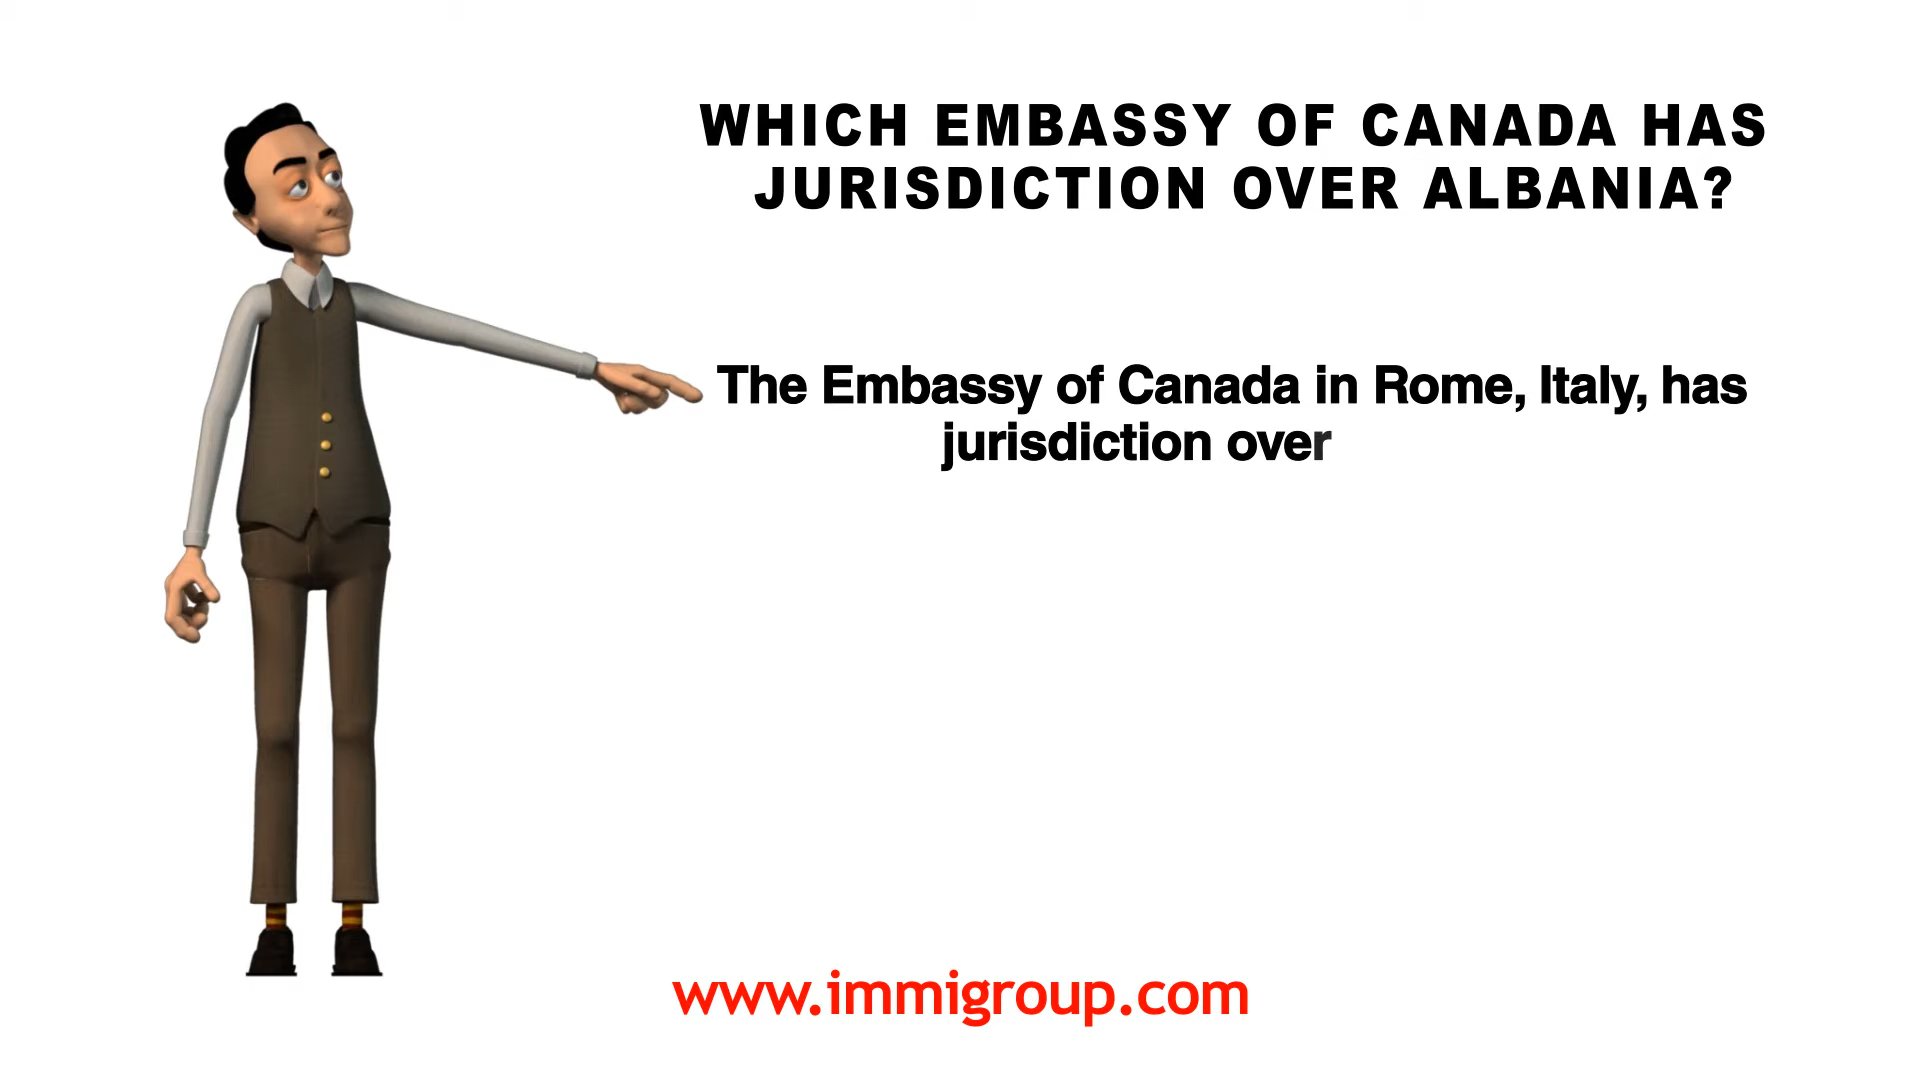 WHICH EMBASSY OF CANADA HAS
JURISDICTION OVER ALBANIA?
The Embassy of Canada in Rome, Italy, has
jurisdiction over
www.immigroup.com